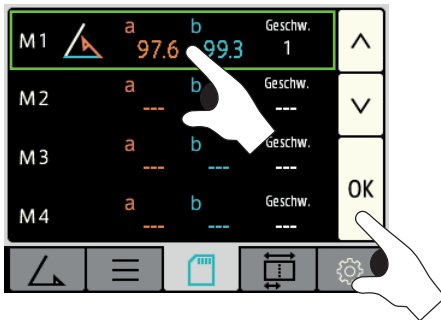 M1 a 97.6 b 99.3 Geschw. 1
M2 a --- b --- Geschw. ---
M3 a --- b --- Geschw. ---
M4 a --- b --- Geschw. ---
OK